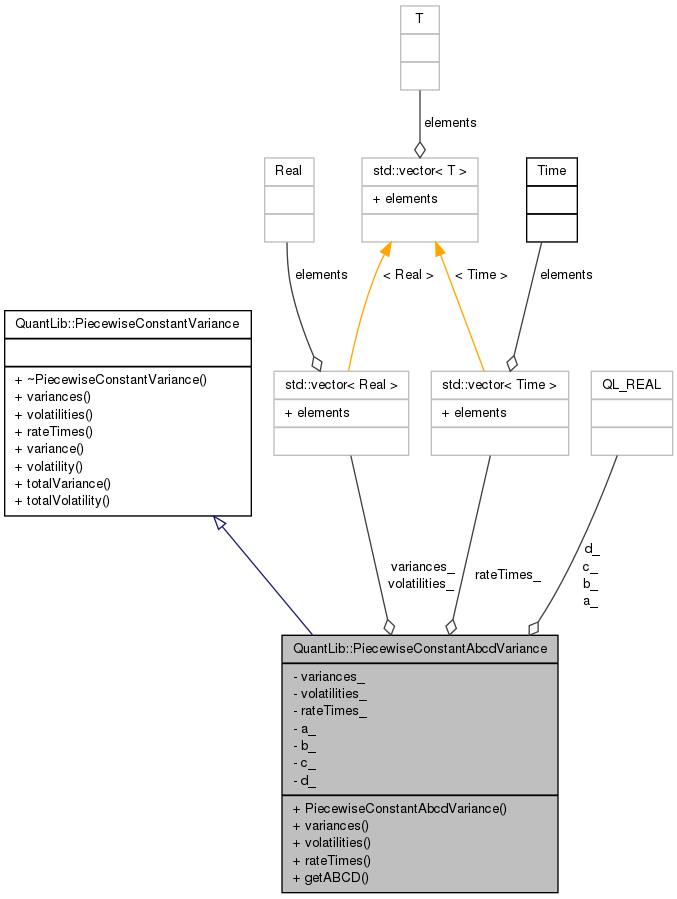 T
elements
std::vector< T >
+ elements
Real
Time
elements
< Real >
< Time >
elements
QuantLib::PiecewiseConstantVariance
+ ~PiecewiseConstantVariance()
+ variances()
+ volatilities()
+ rateTimes()
+ variance()
+ volatility()
+ totalVariance()
+ totalVolatility()
std::vector< Real >
+ elements
std::vector< Time >
+ elements
QL_REAL
variances_
volatilities_
rateTimes_
d_
c_
b_
a_
QuantLib::PiecewiseConstantAbcdVariance
- variances_
- volatilities_
- rateTimes_
- a_
- b_
- c_
- d_
+ PiecewiseConstantAbcdVariance()
+ variances()
+ volatilities()
+ rateTimes()
+ getABCD()